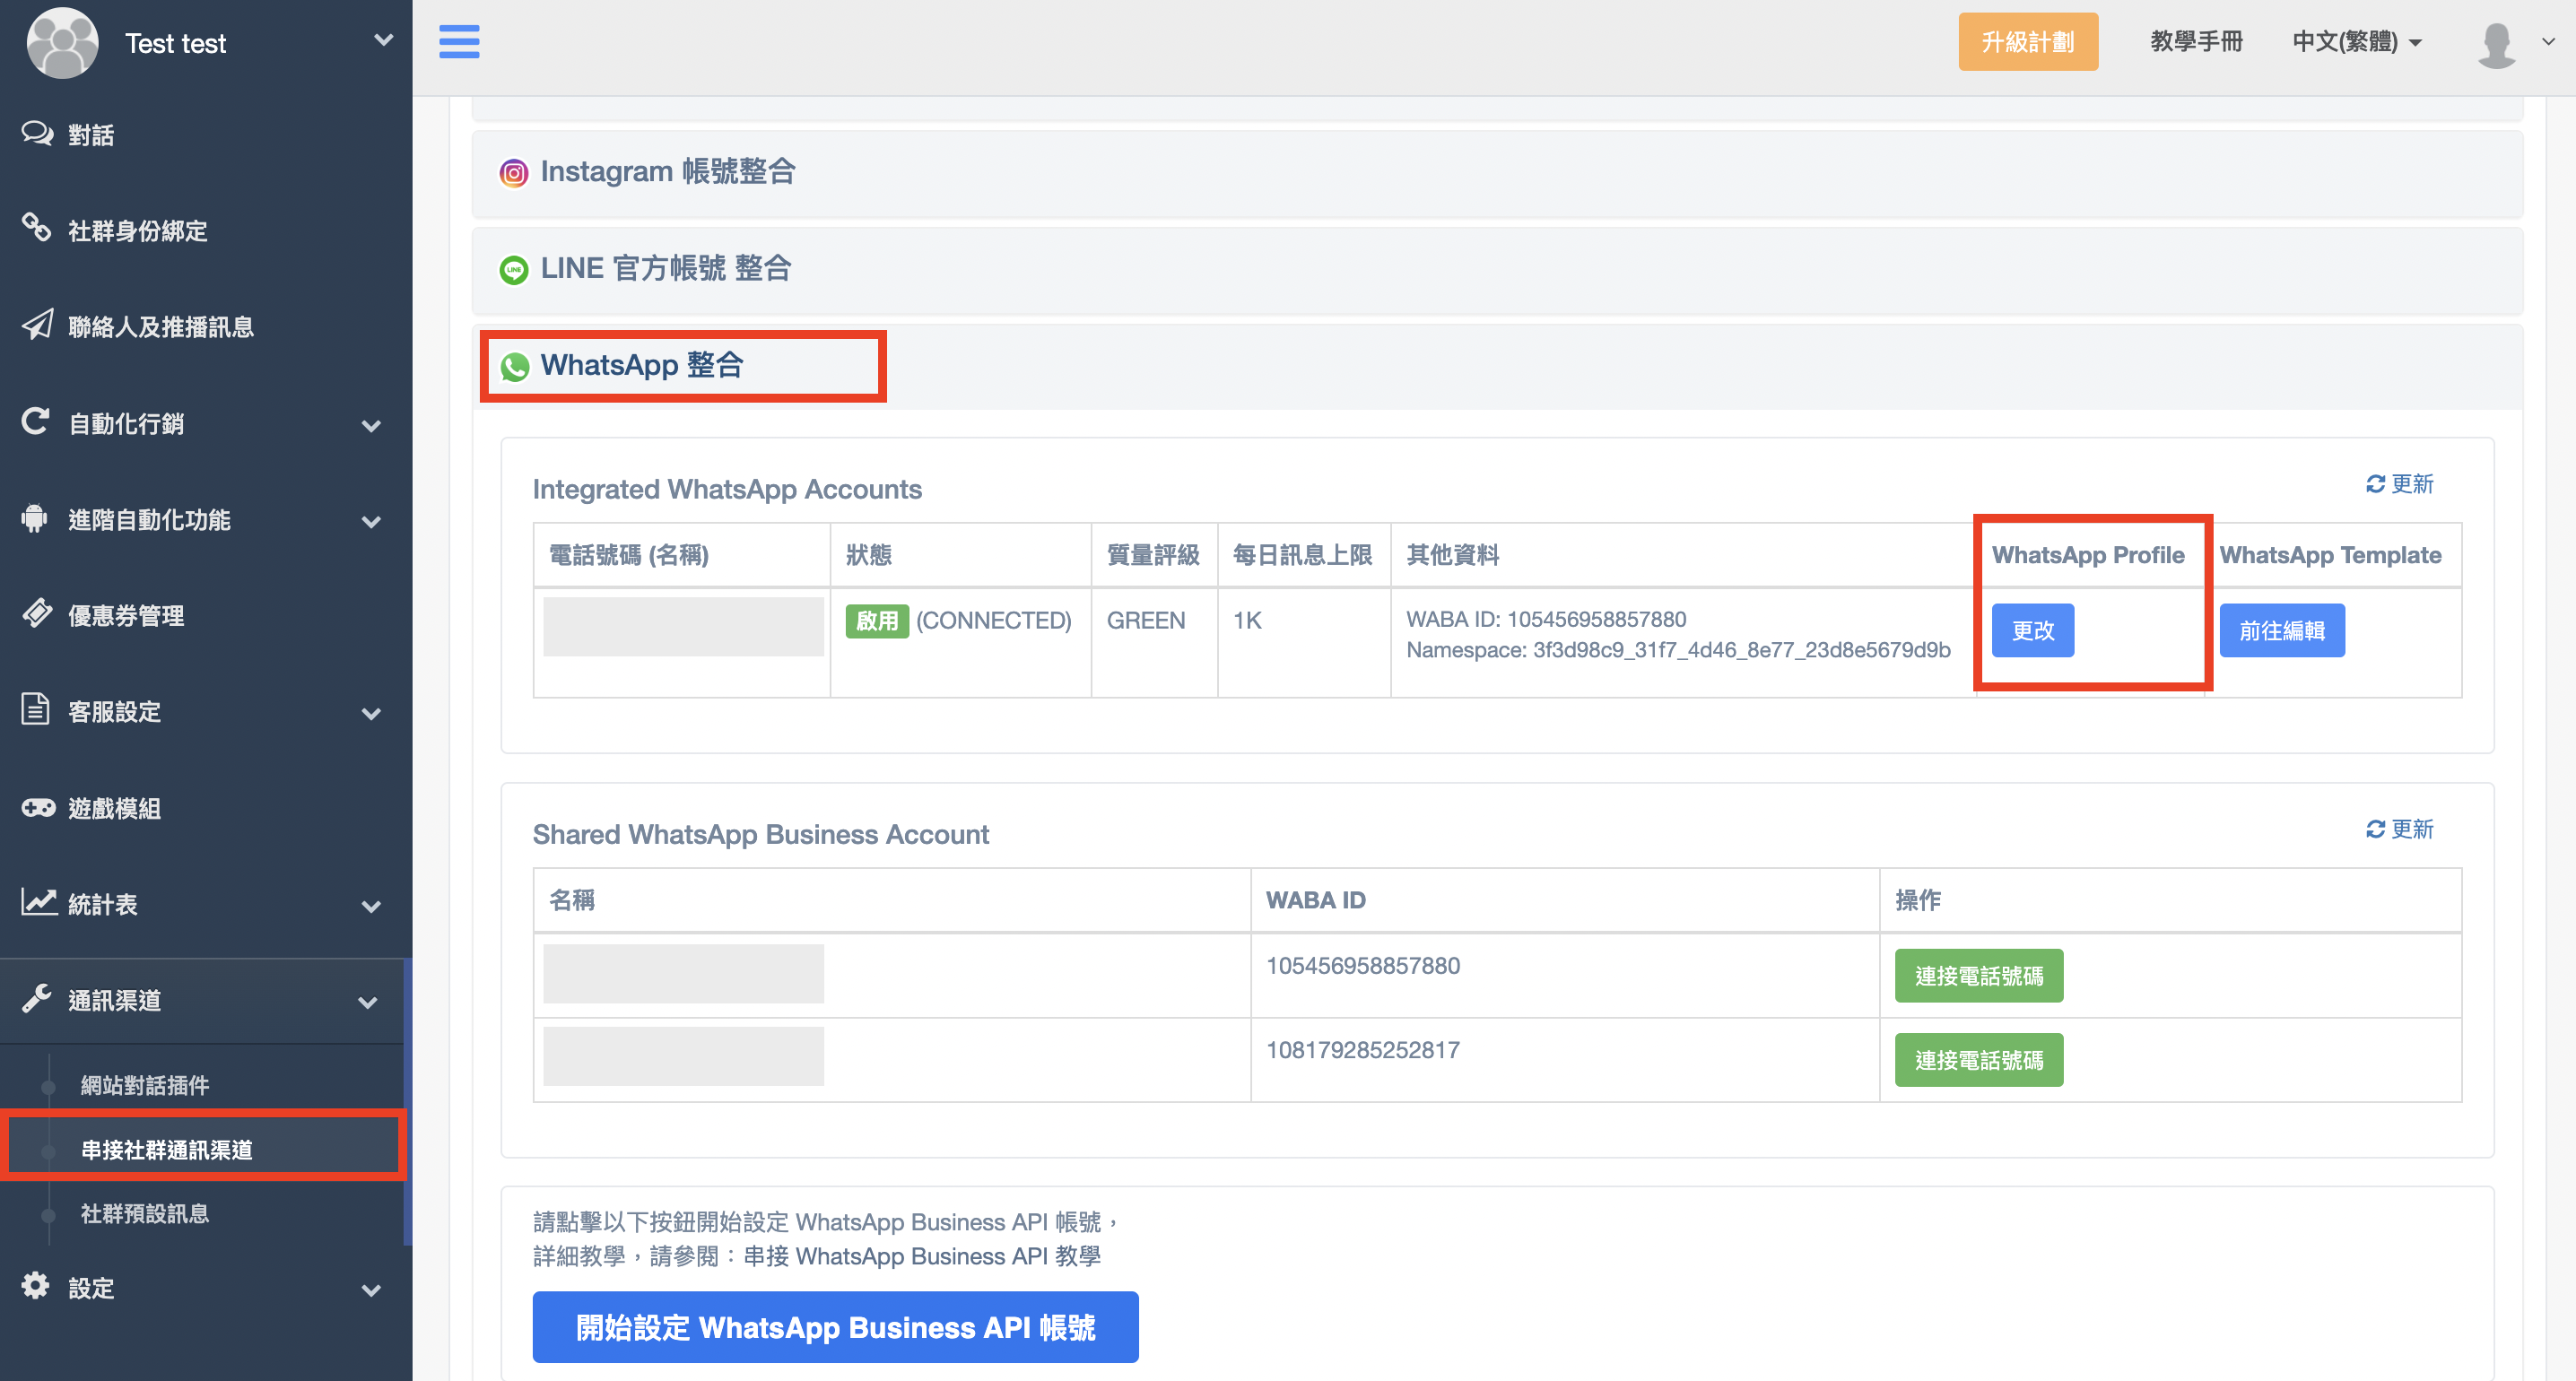 Test test
升級計劃
教學手冊
中文(繁體)
對話
社群身份綁定
聯絡人及推播訊息
自動化行銷
進階自動化功能
優惠券管理
客服設定
遊戲模組
統計表
通訊渠道
網站對話插件
串接社群通訊渠道
社群預設訊息
設定
Instagram 帳號整合
LINE 官方帳號 整合
WhatsApp 整合
Integrated WhatsApp Accounts
更新
電話號碼 (名稱) 狀態 質量評級 每日訊息上限 其他資料 WhatsApp Profile WhatsApp Template
啟用 (CONNECTED) GREEN 1K WABA ID: 105456958857880 更改 前往編輯
Namespace: 3f3d98c9_31f7_4d46_8e77_23d8e5679d9b
Shared WhatsApp Business Account
更新
名稱 WABA ID 操作
105456958857880 連接電話號碼
108179285252817 連接電話號碼
請點擊以下按鈕開始設定 WhatsApp Business API 帳號，
詳細教學，請參閱：串接 WhatsApp Business API 教學
開始設定 WhatsApp Business API 帳號